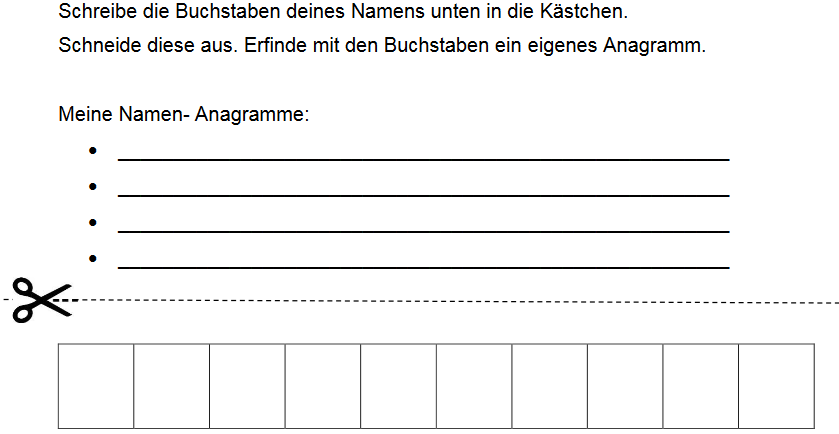 Schreibe die Buchstaben deines Namens unten in die Kästchen.
Schneide diese aus. Erfinde mit den Buchstaben ein eigenes Anagramm.
Meine Namen- Anagramme: